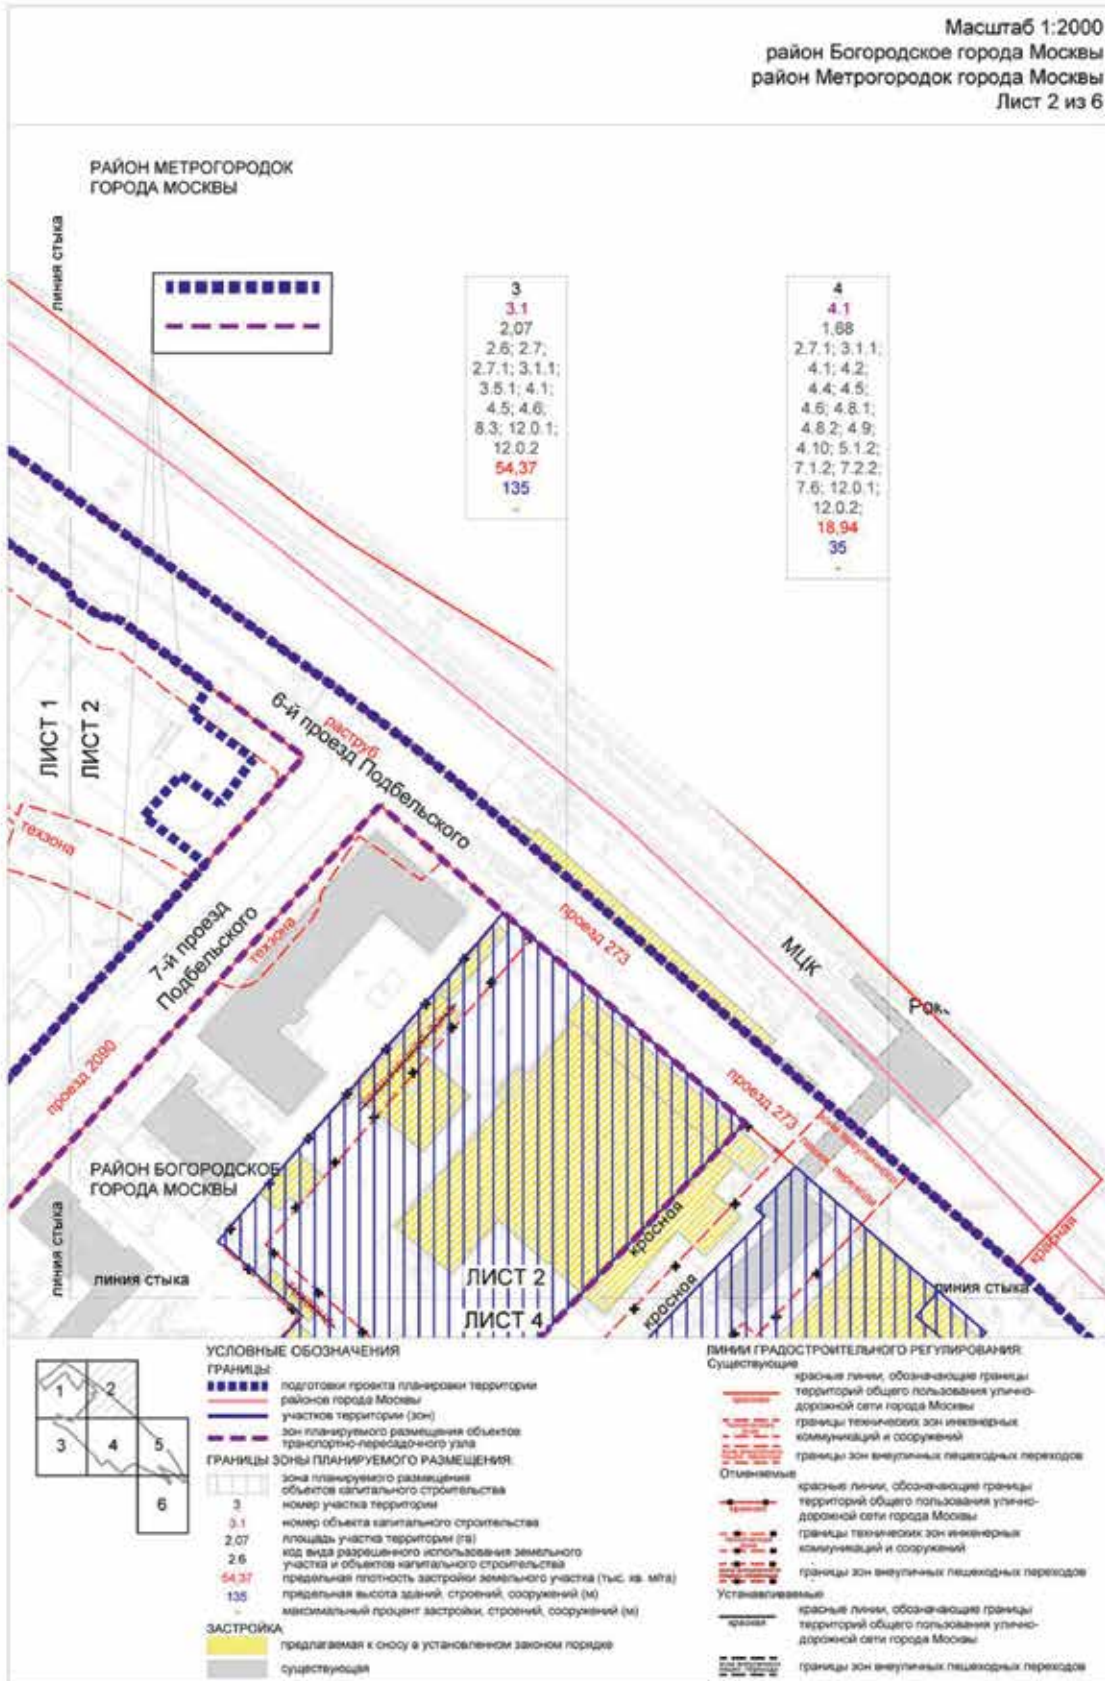 Масштаб 1:2000
район Богородское города Москвы
район Метрогородок города Москвы
Лист 2 из 6
РАЙОН МЕТРОГОРОДОК
ГОРОДА МОСКВЫ
линия стыка
3
3.1
2,07
2.6; 2.7;
2.7.1; 3.1.1;
3.5.1; 4.1;
4.5; 4.6;
8.3; 12.0.1;
12.0.2
54,37
135
-
4
4.1
1,68
2.7.1; 3.1.1;
4.1; 4.2;
4.4; 4.5;
4.6; 4.8.1;
4.8.2; 4.9;
4.10; 5.1.2;
7.1.2; 7.2.2;
7.6; 12.0.1;
12.0.2;
18,94
35
-
ЛИСТ 1
ЛИСТ 2
6-й проезд Подбельского
раструб
техзона
7-й проезд
Подбельского
техзона
проезд 273
МЦК
Рок
проезд 2090
проезд 273
зона внеуличного
пешех. перехода
РАЙОН БОГОРОДСКОЕ
ГОРОДА МОСКВЫ
красная
красная
красная
линия стыка
линия стыка
линия стыка
ЛИСТ 2
ЛИСТ 4
1
2
3
4
5
6
УСЛОВНЫЕ ОБОЗНАЧЕНИЯ
ГРАНИЦЫ:
подготовки проекта планировки территории
районов города Москвы
участков территории (зон)
зон планируемого размещения объектов
транспортно-пересадочного узла
ГРАНИЦЫ ЗОНЫ ПЛАНИРУЕМОГО РАЗМЕЩЕНИЯ:
зона планируемого размещения
объектов капитального строительства
3 номер участка территории
3.1 номер объекта капитального строительства
2,07 площадь участка территории (га)
2.6 код вида разрешенного использования земельного
участка и объектов капитального строительства
54,37 предельная плотность застройки земельного участка (тыс. кв. м/га)
135 предельная высота зданий, строений, сооружений (м)
- максимальный процент застройки, строений, сооружений (м)
ЗАСТРОЙКА
предлагаемая к сносу в установленном законом порядке
существующая
ЛИНИИ ГРАДОСТРОИТЕЛЬНОГО РЕГУЛИРОВАНИЯ:
Существующие
красные линии, обозначающие границы
территорий общего пользования улично-
дорожной сети города Москвы
границы технических зон инженерных
коммуникаций и сооружений
границы зон внеуличных пешеходных переходов
Отменяемые
красные линии, обозначающие границы
территорий общего пользования улично-
дорожной сети города Москвы
границы технических зон инженерных
коммуникаций и сооружений
границы зон внеуличных пешеходных переходов
Устанавливаемые
красные линии, обозначающие границы
красная территорий общего пользования улично-
дорожной сети города Москвы
границы зон внеуличных пешеходных переходов